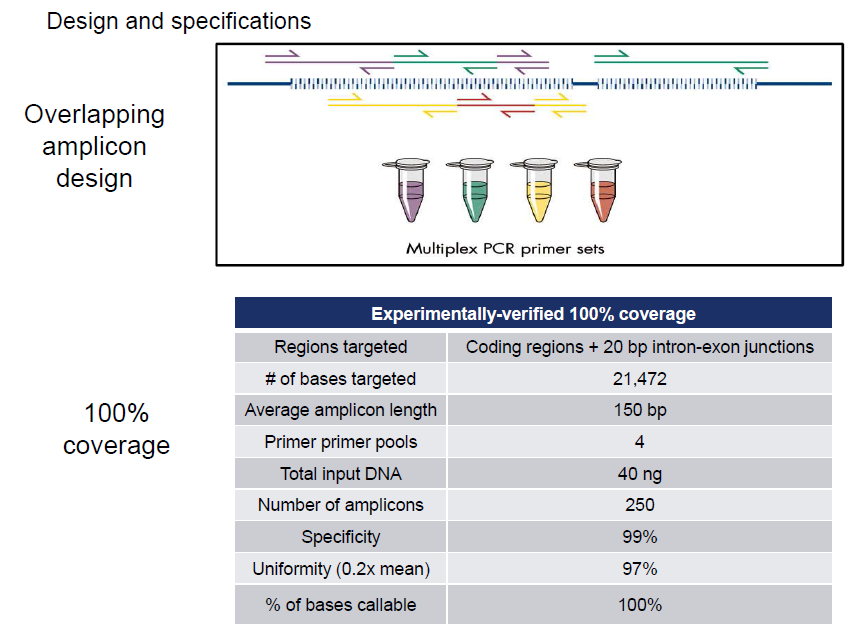 Design and specifications
Overlapping
amplicon
design
Multiplex PCR primer sets
Experimentally-verified 100% coverage
Regions targeted Coding regions + 20 bp intron-exon junctions
# of bases targeted 21,472
Average amplicon length 150 bp
Primer primer pools 4
100%
coverage
Total input DNA 40 ng
Number of amplicons 250
Specificity 99%
Uniformity (0.2x mean) 97%
% of bases callable 100%